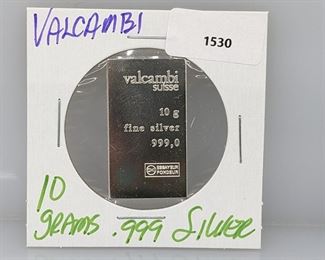 VALCAMBI
1530
valcambi
suisse
10 g
fine silver
999,0
ESSAYEUR
FONDEUR
10
GRAMS .999 SILVER